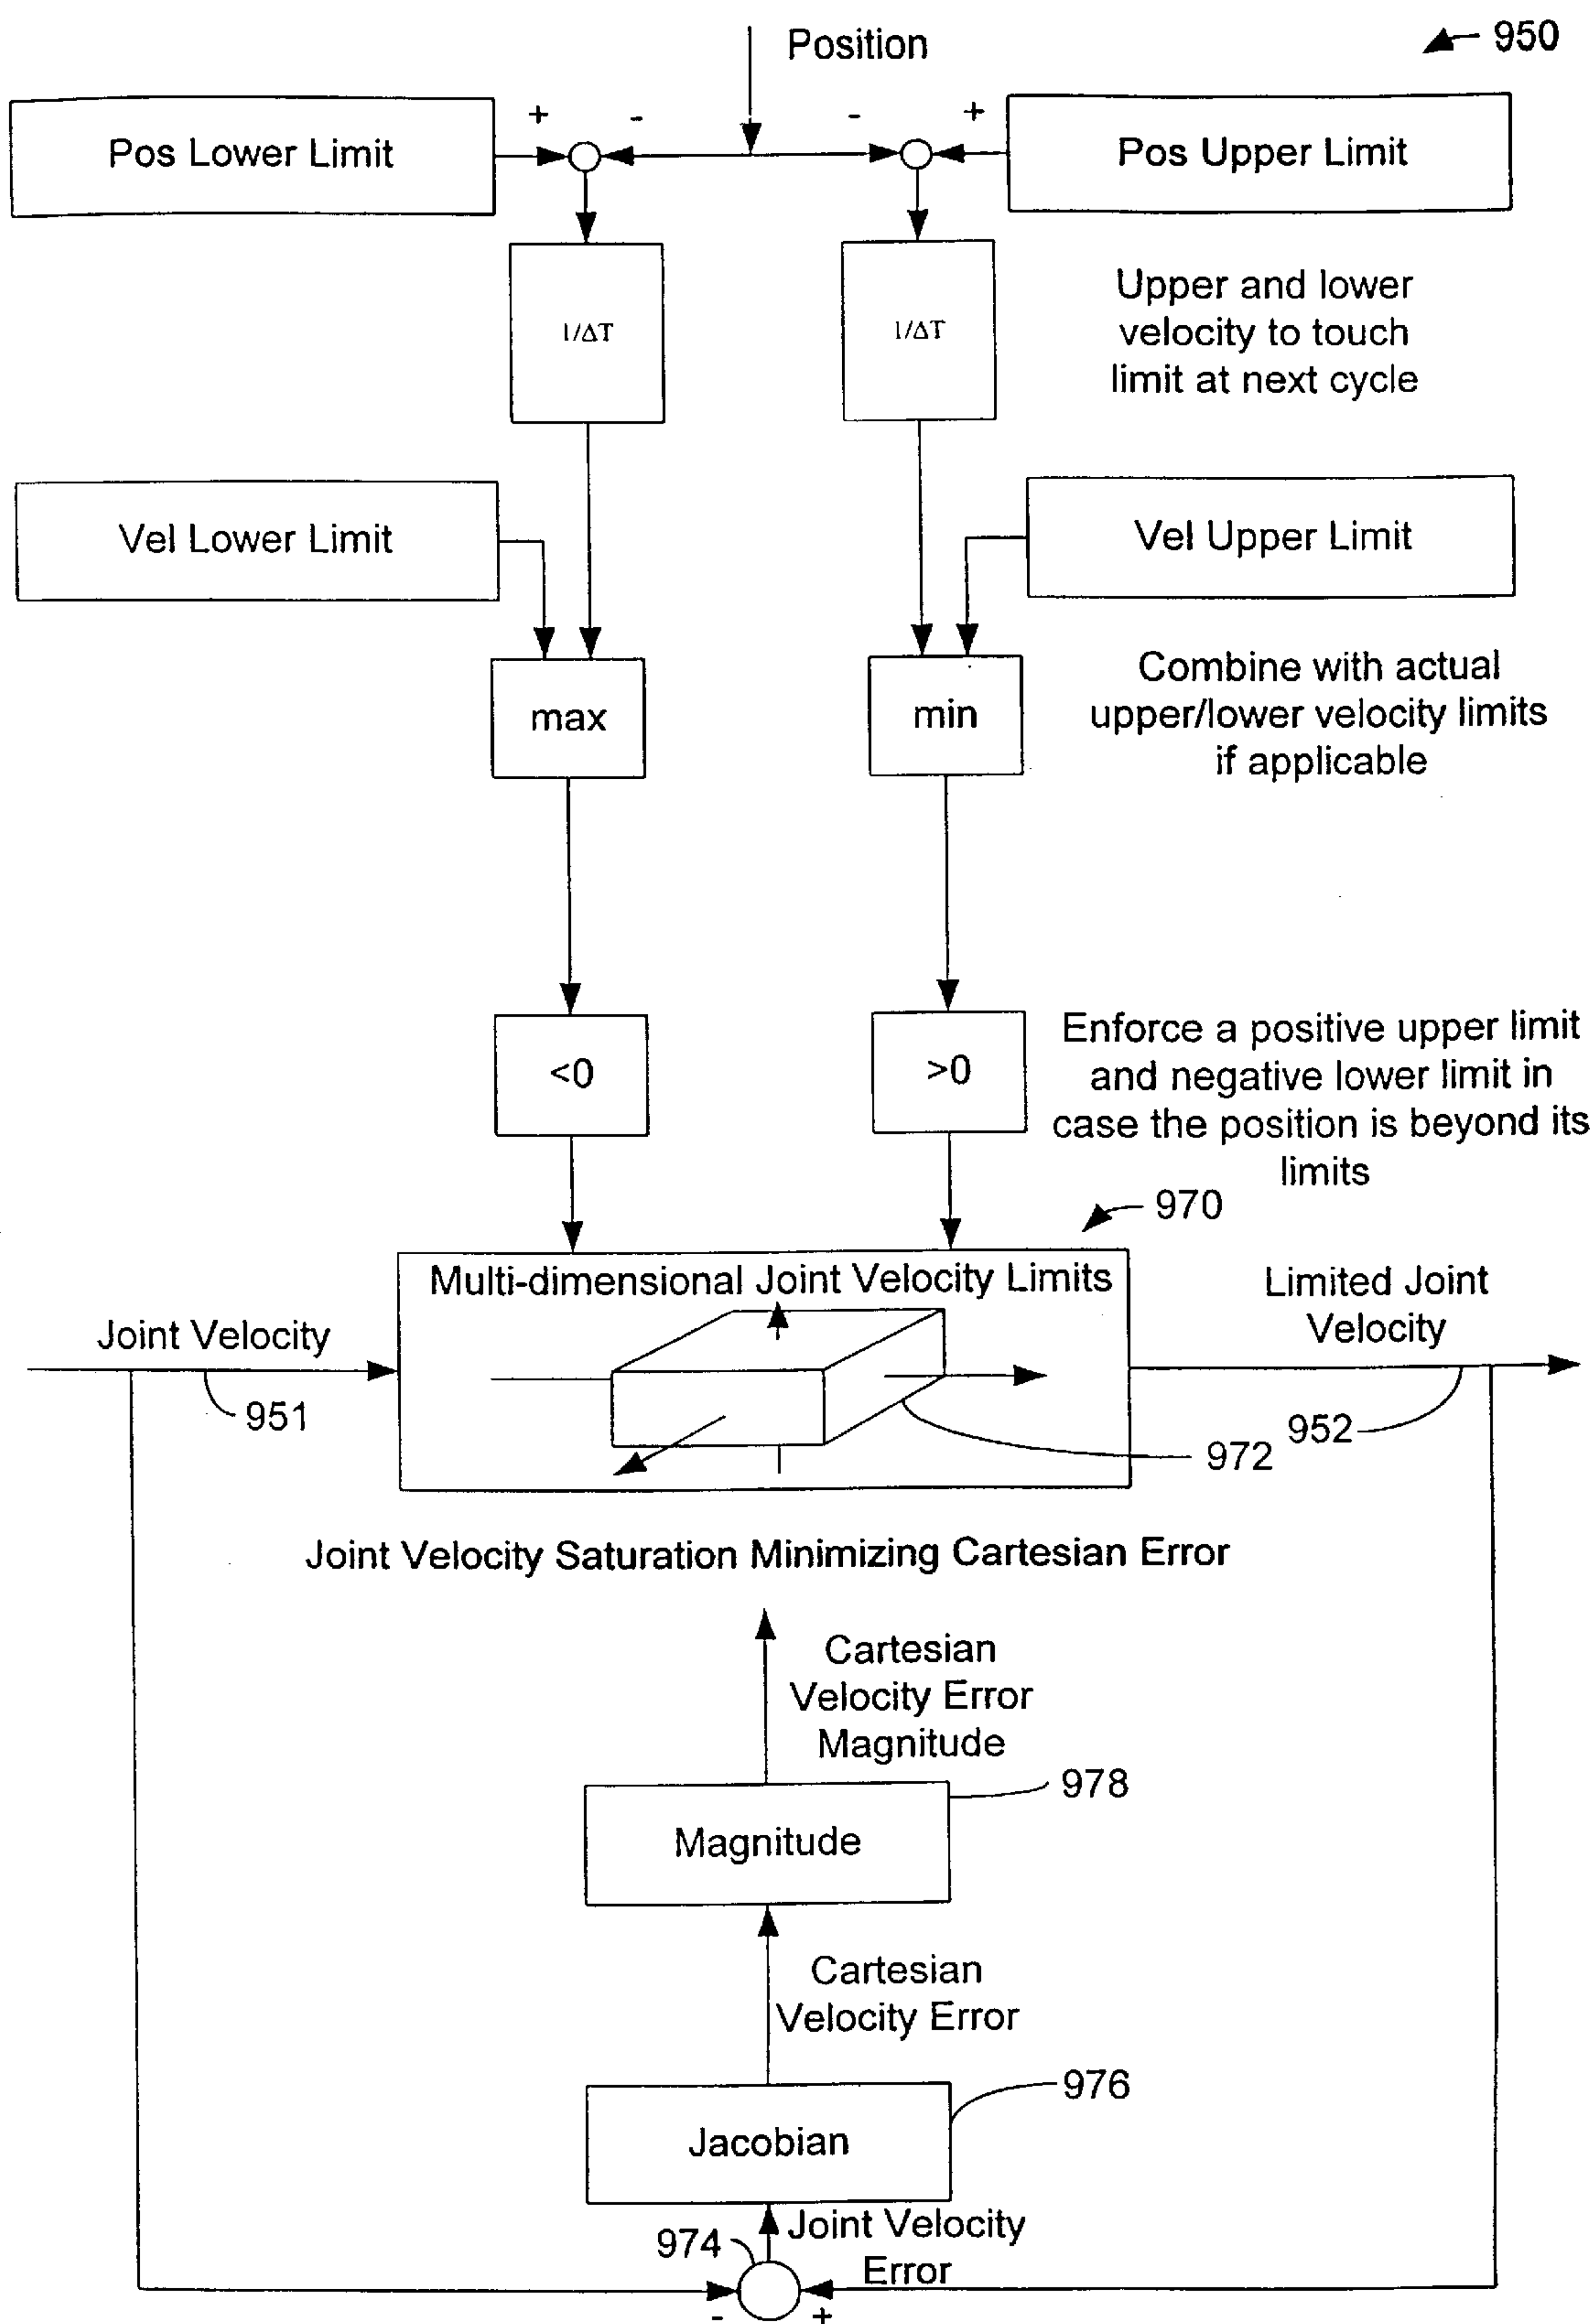 Position
950
+
-
-
+
Pos Lower Limit
Pos Upper Limit
1/ΔT
1/ΔT
Upper and lower
velocity to touch
limit at next cycle
Vel Lower Limit
Vel Upper Limit
max
min
Combine with actual
upper/lower velocity limits
if applicable
<0
>0
Enforce a positive upper limit
and negative lower limit in
case the position is beyond its
limits
970
Multi-dimensional Joint Velocity Limits
Joint Velocity
Limited Joint
Velocity
951
952
972
Joint Velocity Saturation Minimizing Cartesian Error
Cartesian
Velocity Error
Magnitude
978
Magnitude
Cartesian
Velocity Error
976
Jacobian
974
Joint Velocity
Error
-
+